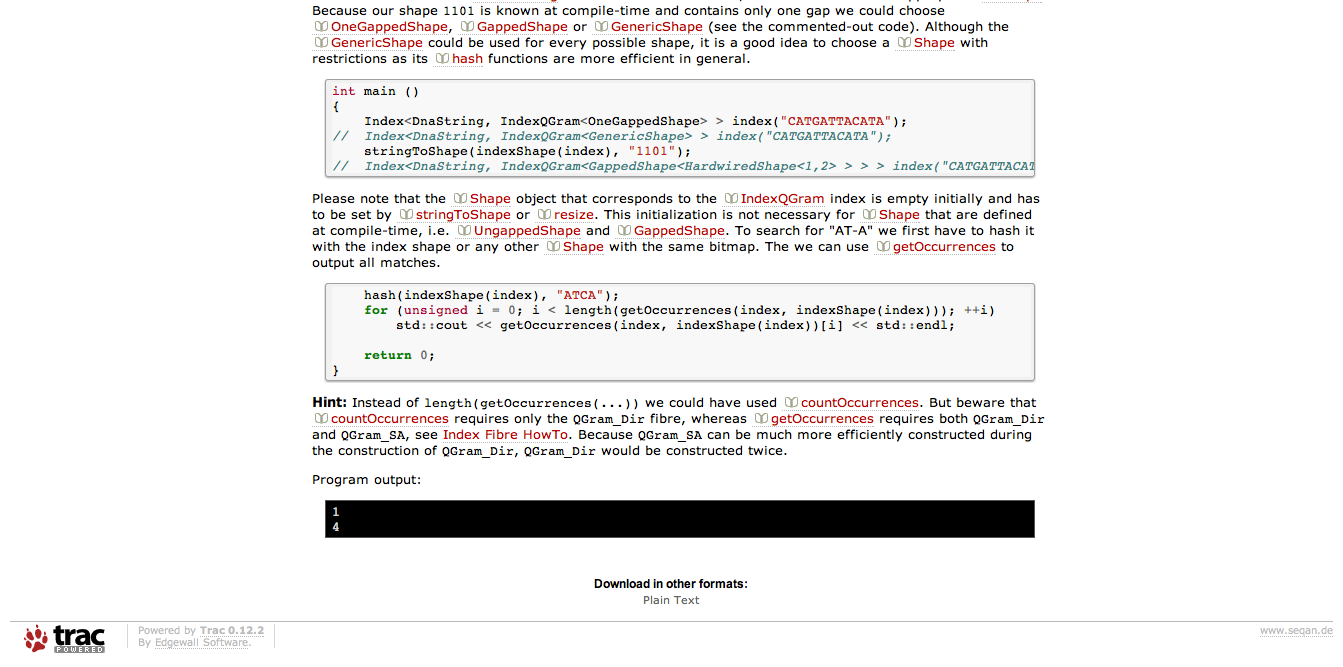 Because our shape 1101 is known at compile-time and contains only one gap we could choose
OneGappedShape, GappedShape or GenericShape (see the commented-out code). Although the
GenericShape could be used for every possible shape, it is a good idea to choose a Shape with
restrictions as its hash functions are more efficient in general.
int main ()
{
    Index<DnaString, IndexQGram<OneGappedShape> > index("CATGATTACATA");
//  Index<DnaString, IndexQGram<GenericShape> > index("CATGATTACATA");
    stringToShape(indexShape(index), "1101");
//  Index<DnaString, IndexQGram<GappedShape<HardwiredShape<1,2> > > > index("CATGATTACAT
Please note that the Shape object that corresponds to the IndexQGram index is empty initially and has
to be set by stringToShape or resize. This initialization is not necessary for Shape that are defined
at compile-time, i.e. UngappedShape and GappedShape. To search for "AT-A" we first have to hash it
with the index shape or any other Shape with the same bitmap. The we can use getOccurrences to
output all matches.
    hash(indexShape(index), "ATCA");
    for (unsigned i = 0; i < length(getOccurrences(index, indexShape(index))); ++i)
        std::cout << getOccurrences(index, indexShape(index))[i] << std::endl;
    return 0;
}
Hint: Instead of length(getOccurrences(...)) we could have used countOccurrences. But beware that
countOccurrences requires only the QGram_Dir fibre, whereas getOccurrences requires both QGram_Dir
and QGram_SA, see Index Fibre HowTo. Because QGram_SA can be much more efficiently constructed during
the construction of QGram_Dir, QGram_Dir would be constructed twice.
Program output:
1
4
Download in other formats:
Plain Text
trac
POWERED
Powered by Trac 0.12.2
By Edgewall Software.
www.seqan.de